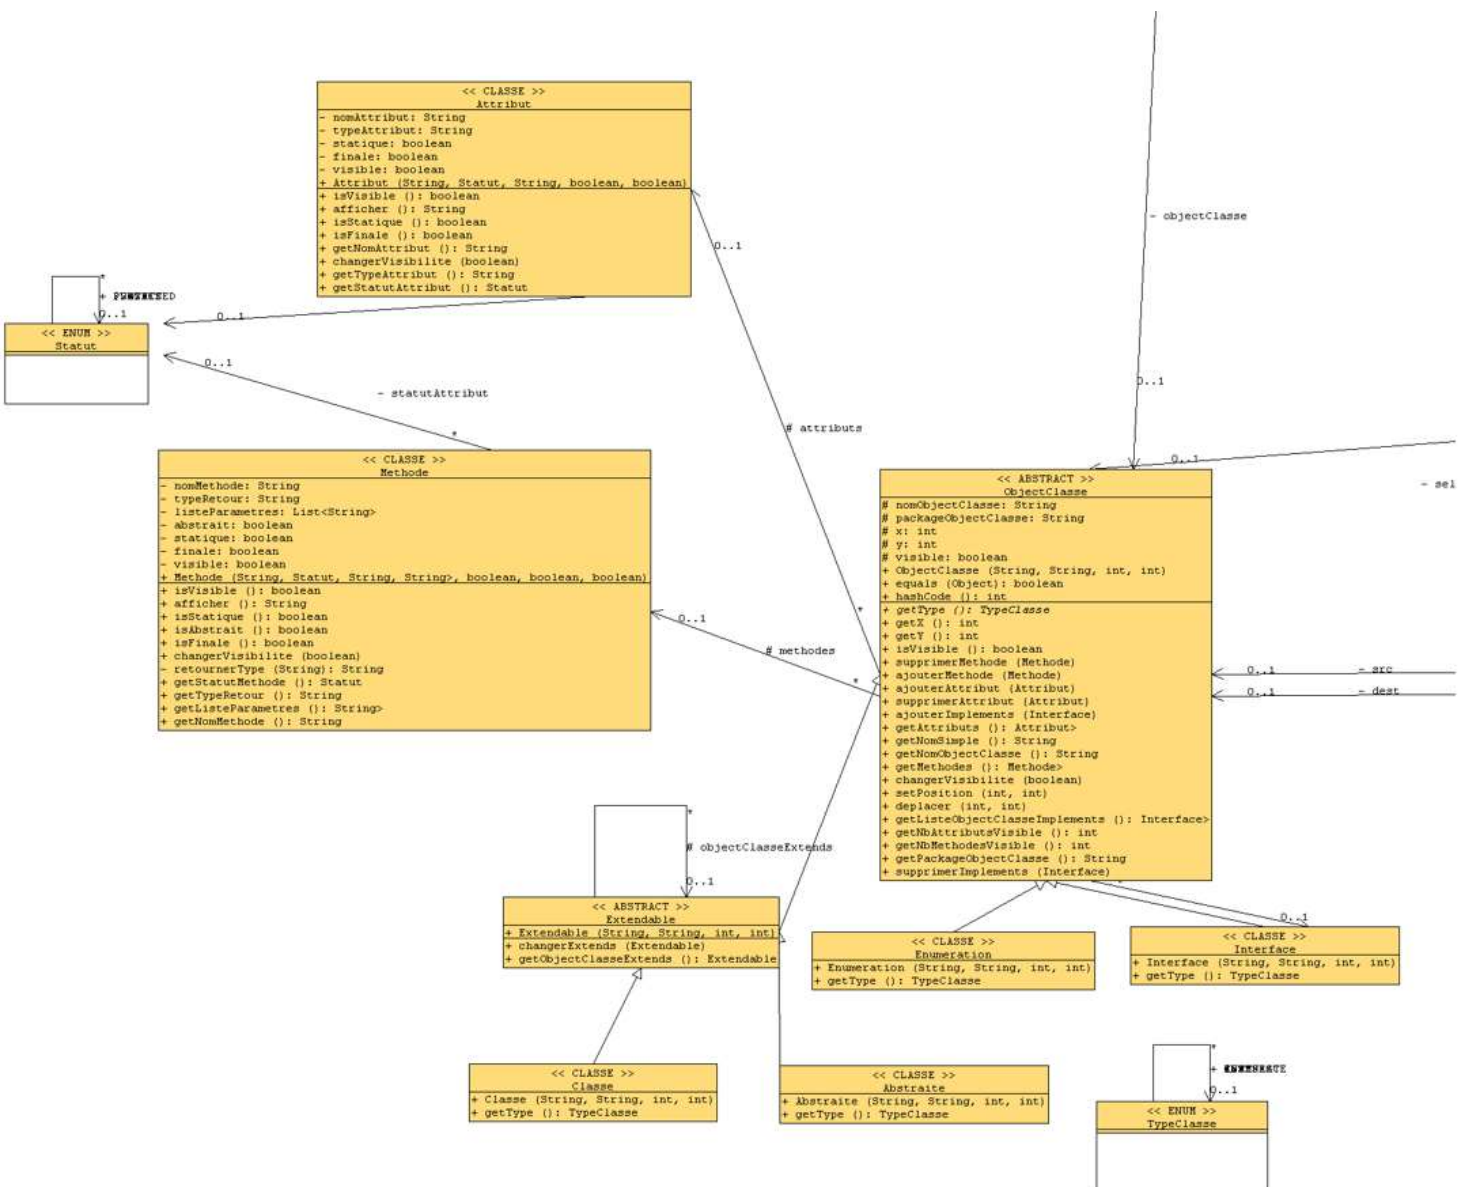 << CLASSE >>
Attribut
- nomAttribut: String
- typeAttribut: String
- statique: boolean
- finale: boolean
- visible: boolean
+ Attribut (String, Statut, String, boolean, boolean)
+ isVisible (): boolean
+ afficher (): String
+ isStatique (): boolean
+ isFinale (): boolean
+ getNomAttribut (): String
+ changerVisibilite (boolean)
+ getTypeAttribut (): String
+ getStatutAttribut (): Statut
- objectClasse
0..1
0..1
*
+
0..1
<< ENUM >>
Statut
0..1
0..1
- statutAttribut
*
# attributs
0..1
*
<< CLASSE >>
Methode
- nomMethode: String
- typeRetour: String
- listeParametres: List<String>
- abstrait: boolean
- statique: boolean
- finale: boolean
- visible: boolean
+ Methode (String, Statut, String, String>, boolean, boolean, boolean)
+ isVisible (): boolean
+ afficher (): String
+ isStatique (): boolean
+ isAbstrait (): boolean
+ isFinale (): boolean
+ changerVisibilite (boolean)
- retournerType (String): String
+ getStatutMethode (): Statut
+ getTypeRetour (): String
+ getListeParametres (): String>
+ getNomMethode (): String
0..1
# methodes
*
- sel
<< ABSTRACT >>
ObjectClasse
# nomObjectClasse: String
# packageObjectClasse: String
# x: int
# y: int
# visible: boolean
+ ObjectClasse (String, String, int, int)
+ equals (Object): boolean
+ hashCode (): int
+ getType (): TypeClasse
+ getX (): int
+ getY (): int
+ isVisible (): boolean
+ supprimerMethode (Methode)
+ ajouterMethode (Methode)
+ ajouterAttribut (Attribut)
+ supprimerAttribut (Attribut)
+ ajouterImplements (Interface)
+ getAttributs (): Attribut>
+ getNomSimple (): String
+ getNomObjectClasse (): String
+ getMethodes (): Methode>
+ changerVisibilite (boolean)
+ setPosition (int, int)
+ deplacer (int, int)
+ getListeObjectClasseImplements (): Interface>
+ getNbAttributsVisible (): int
+ getNbMethodesVisible (): int
+ getPackageObjectClasse (): String
+ supprimerImplements (Interface)
0..1 - src
0..1 - dest
*
# objectClasseExtends
0..1
<< ABSTRACT >>
Extendable
+ Extendable (String, String, int, int)
+ changerExtends (Extendable)
+ getObjectClasseExtends (): Extendable
0..1
<< CLASSE >>
Enumeration
+ Enumeration (String, String, int, int)
+ getType (): TypeClasse
<< CLASSE >>
Interface
+ Interface (String, String, int, int)
+ getType (): TypeClasse
<< CLASSE >>
Classe
+ Classe (String, String, int, int)
+ getType (): TypeClasse
<< CLASSE >>
Abstraite
+ Abstraite (String, String, int, int)
+ getType (): TypeClasse
*
+
0..1
<< ENUM >>
TypeClasse